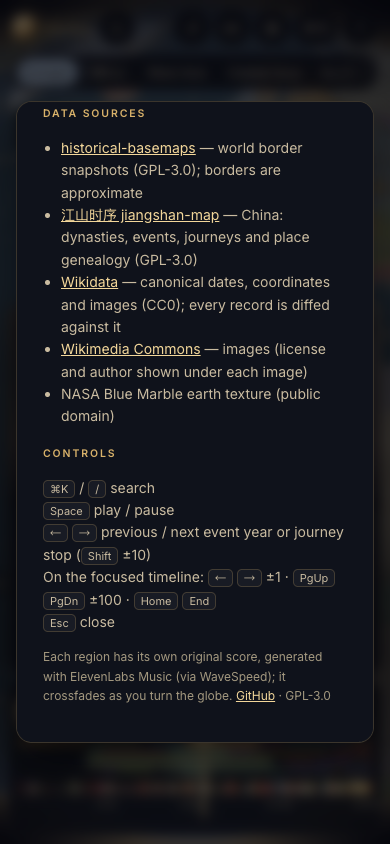 DATA SOURCES
historical-basemaps — world border
snapshots (GPL-3.0); borders are
approximate
江山时序 jiangshan-map — China:
dynasties, events, journeys and place
genealogy (GPL-3.0)
Wikidata — canonical dates, coordinates
and images (CC0); every record is diffed
against it
Wikimedia Commons — images (license
and author shown under each image)
NASA Blue Marble earth texture (public
domain)
CONTROLS
⌘K / / search
Space play / pause
← → previous / next event year or journey
stop (Shift ±10)
On the focused timeline: ← → ±1 · PgUp
PgDn ±100 · Home End
Esc close
Each region has its own original score, generated
with ElevenLabs Music (via WaveSpeed); it
crossfades as you turn the globe. GitHub · GPL-3.0